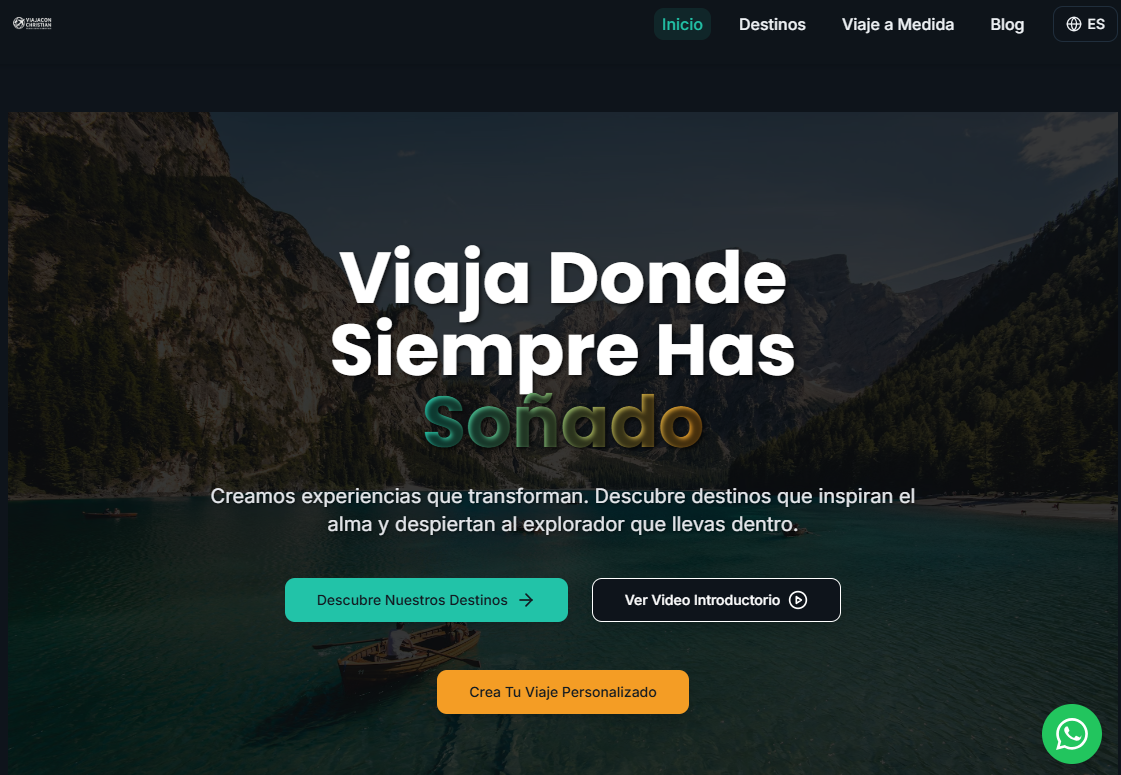 VIAJACON
CHRISTIAN
Inicio
Destinos
Viaje a Medida
Blog
ES
Viaja Donde
Siempre Has
Soñado
Creamos experiencias que transforman. Descubre destinos que inspiran el
alma y despiertan al explorador que llevas dentro.
Descubre Nuestros Destinos
Ver Video Introductorio
Crea Tu Viaje Personalizado